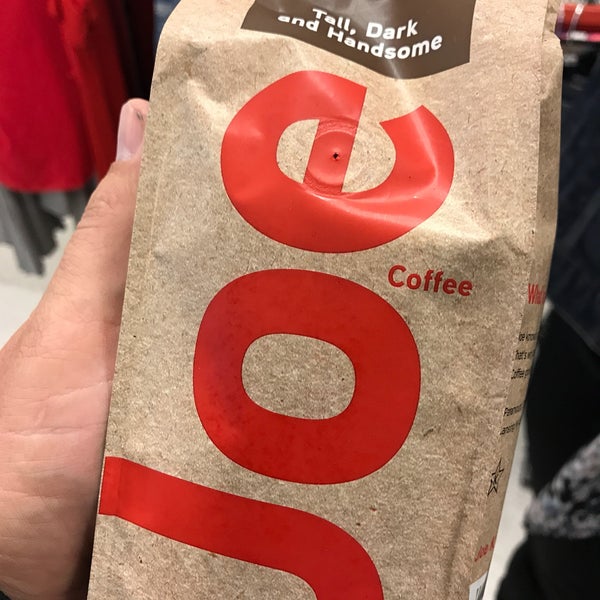 Tall, Dark
and Handsome
Joe
Coffee